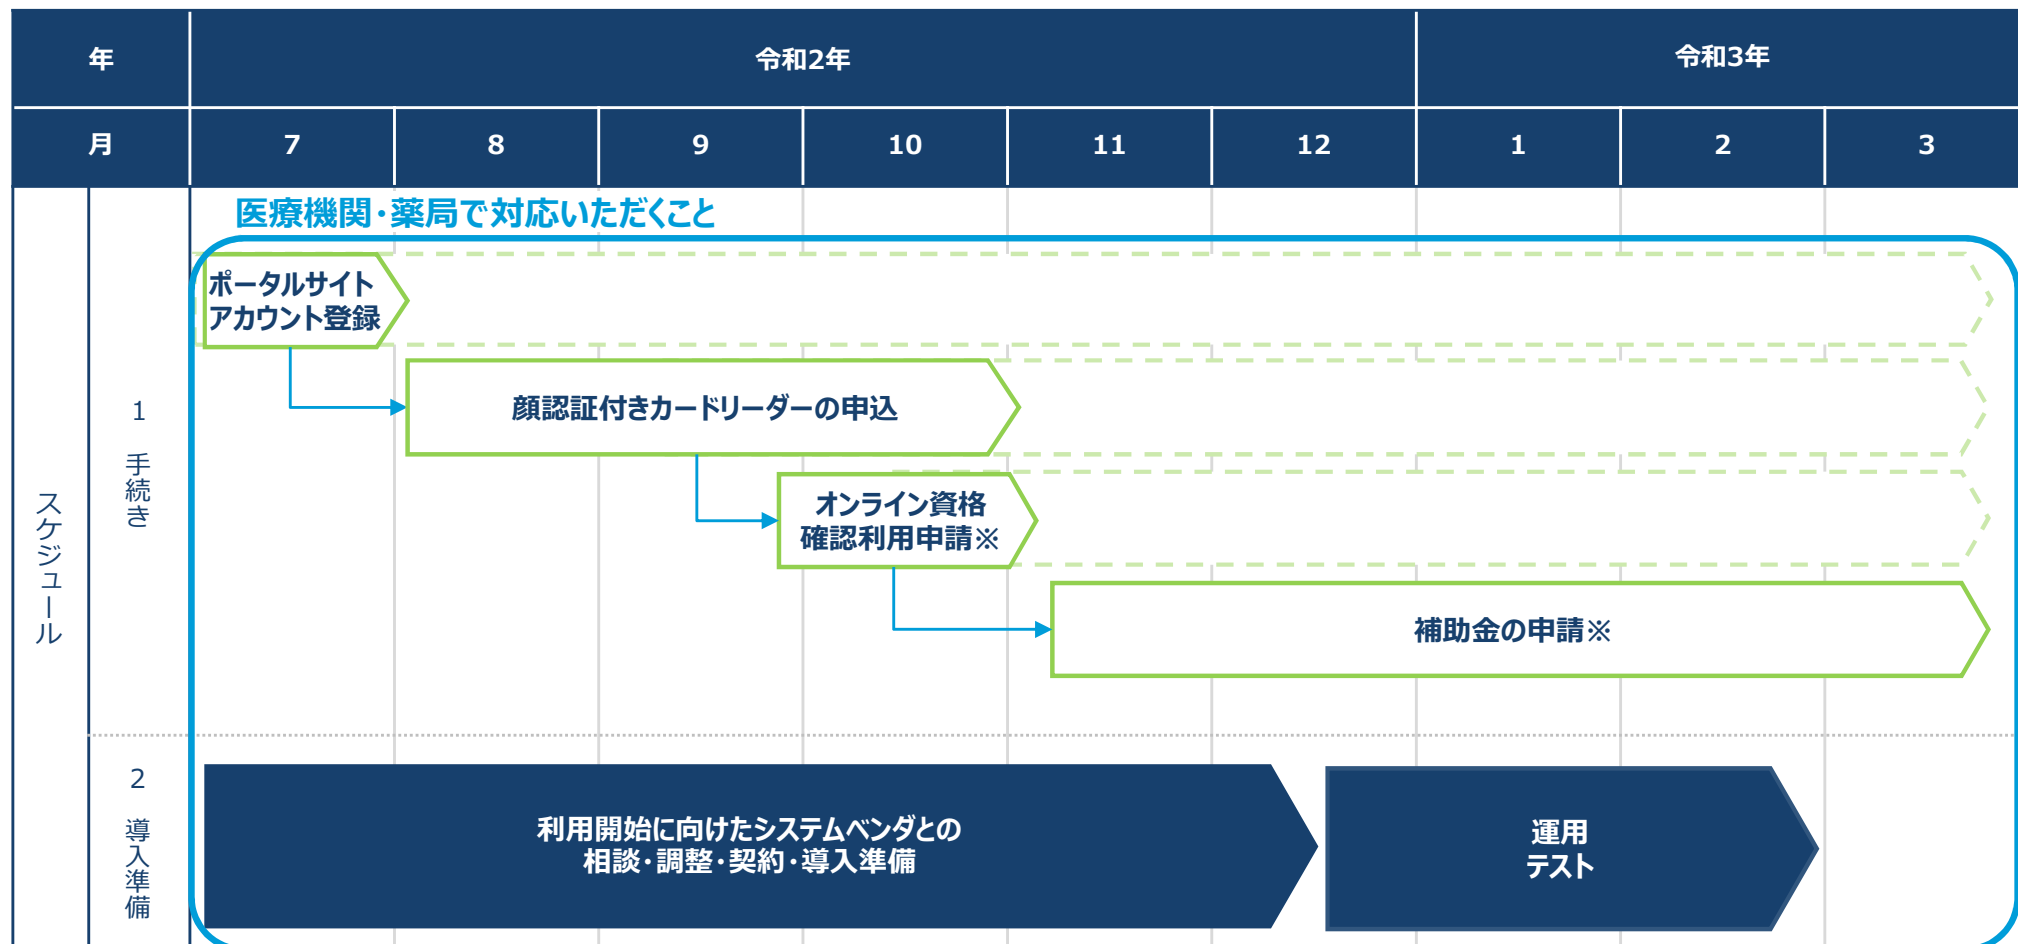 年
令和2年
令和3年
月
7
8
9
10
11
12
1
2
3
スケジュール
1 手続き
医療機関・薬局で対応いただくこと
ポータルサイト
アカウント登録
顔認証付きカードリーダーの申込
オンライン資格
確認利用申請※
補助金の申請※
2 導入準備
利用開始に向けたシステムベンダとの
相談・調整・契約・導入準備
運用
テスト